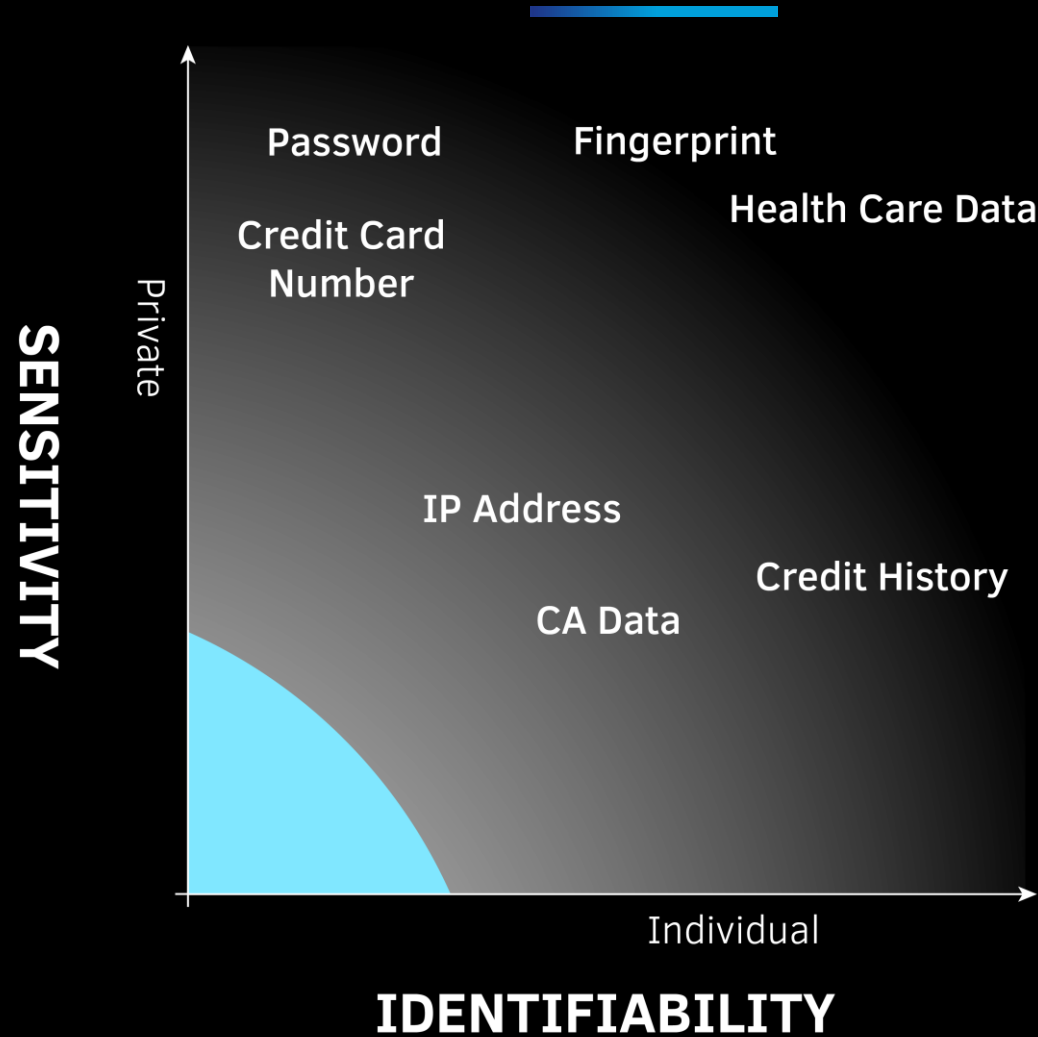 Password
Fingerprint
Health Care Data
Credit Card
Number
Private
SENSITIVITY
IP Address
Credit History
CA Data
Individual
IDENTIFIABILITY